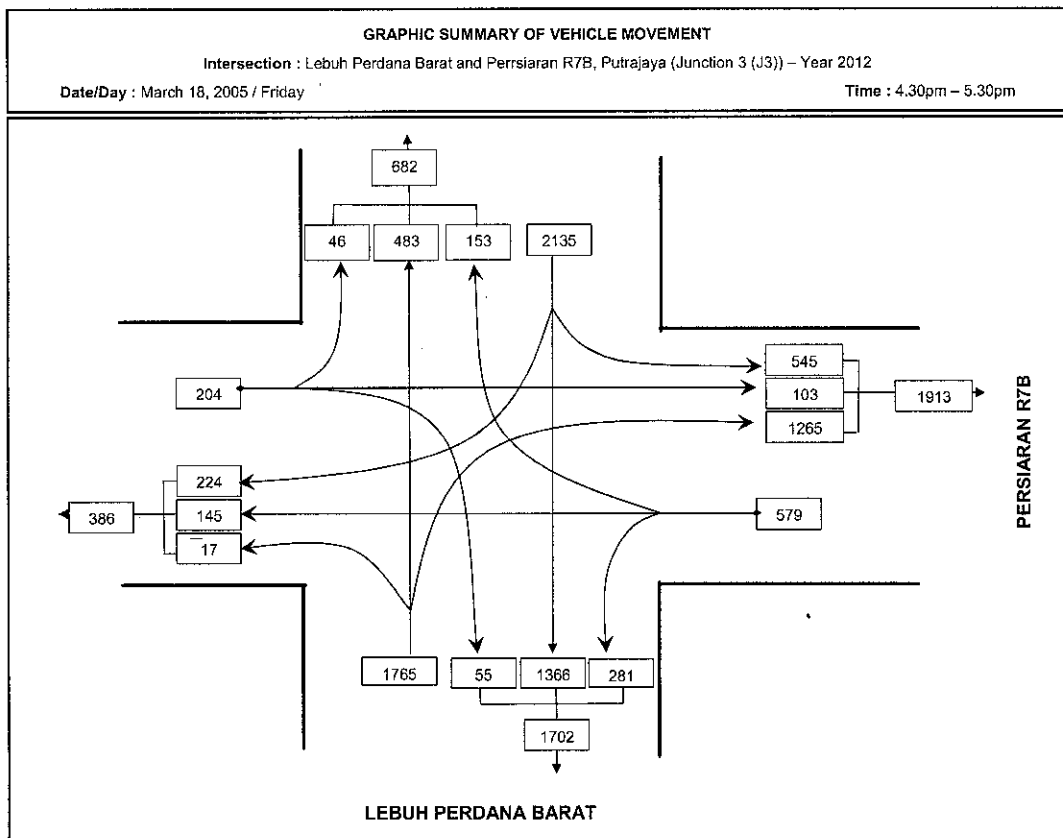 GRAPHIC SUMMARY OF VEHICLE MOVEMENT
Intersection : Lebuh Perdana Barat and Perrsiaran R7B, Putrajaya (Junction 3 (J3)) – Year 2012
Date/Day : March 18, 2005 / Friday Time : 4.30pm – 5.30pm
682
46 483 153 2135
545
204 103 1913
1265
224
386 145 579
17
1765 55 1366 281
1702
PERSIARAN R7B
LEBUH PERDANA BARAT